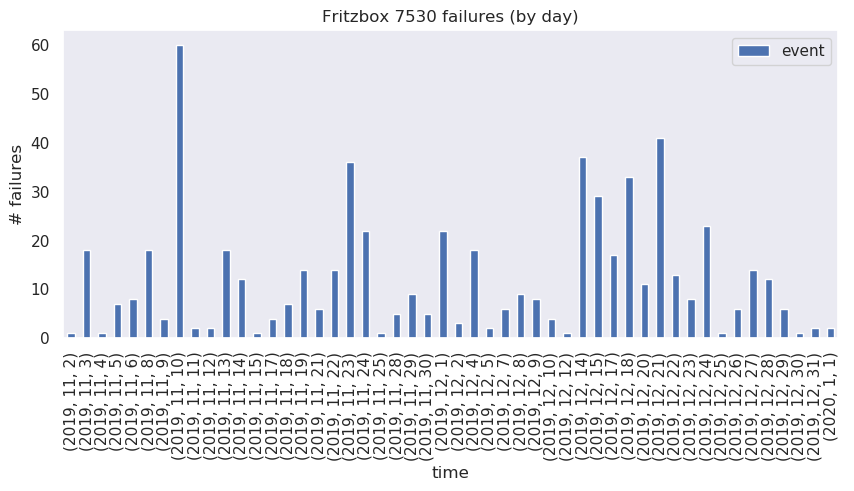 Fritzbox 7530 failures (by day)
event
# failures
60
50
40
30
20
10
0
(2019, 11, 2)
(2019, 11, 3)
(2019, 11, 4)
(2019, 11, 5)
(2019, 11, 6)
(2019, 11, 8)
(2019, 11, 9)
(2019, 11, 10)
(2019, 11, 11)
(2019, 11, 12)
(2019, 11, 13)
(2019, 11, 14)
(2019, 11, 15)
(2019, 11, 17)
(2019, 11, 18)
(2019, 11, 19)
(2019, 11, 21)
(2019, 11, 22)
(2019, 11, 23)
(2019, 11, 24)
(2019, 11, 25)
(2019, 11, 28)
(2019, 11, 29)
(2019, 11, 30)
(2019, 12, 1)
(2019, 12, 2)
(2019, 12, 4)
(2019, 12, 5)
(2019, 12, 7)
(2019, 12, 8)
(2019, 12, 9)
(2019, 12, 10)
(2019, 12, 12)
(2019, 12, 14)
(2019, 12, 15)
(2019, 12, 17)
(2019, 12, 18)
(2019, 12, 20)
(2019, 12, 21)
(2019, 12, 22)
(2019, 12, 23)
(2019, 12, 24)
(2019, 12, 25)
(2019, 12, 26)
(2019, 12, 27)
(2019, 12, 28)
(2019, 12, 29)
(2019, 12, 30)
(2019, 12, 31)
(2020, 1, 1)
time